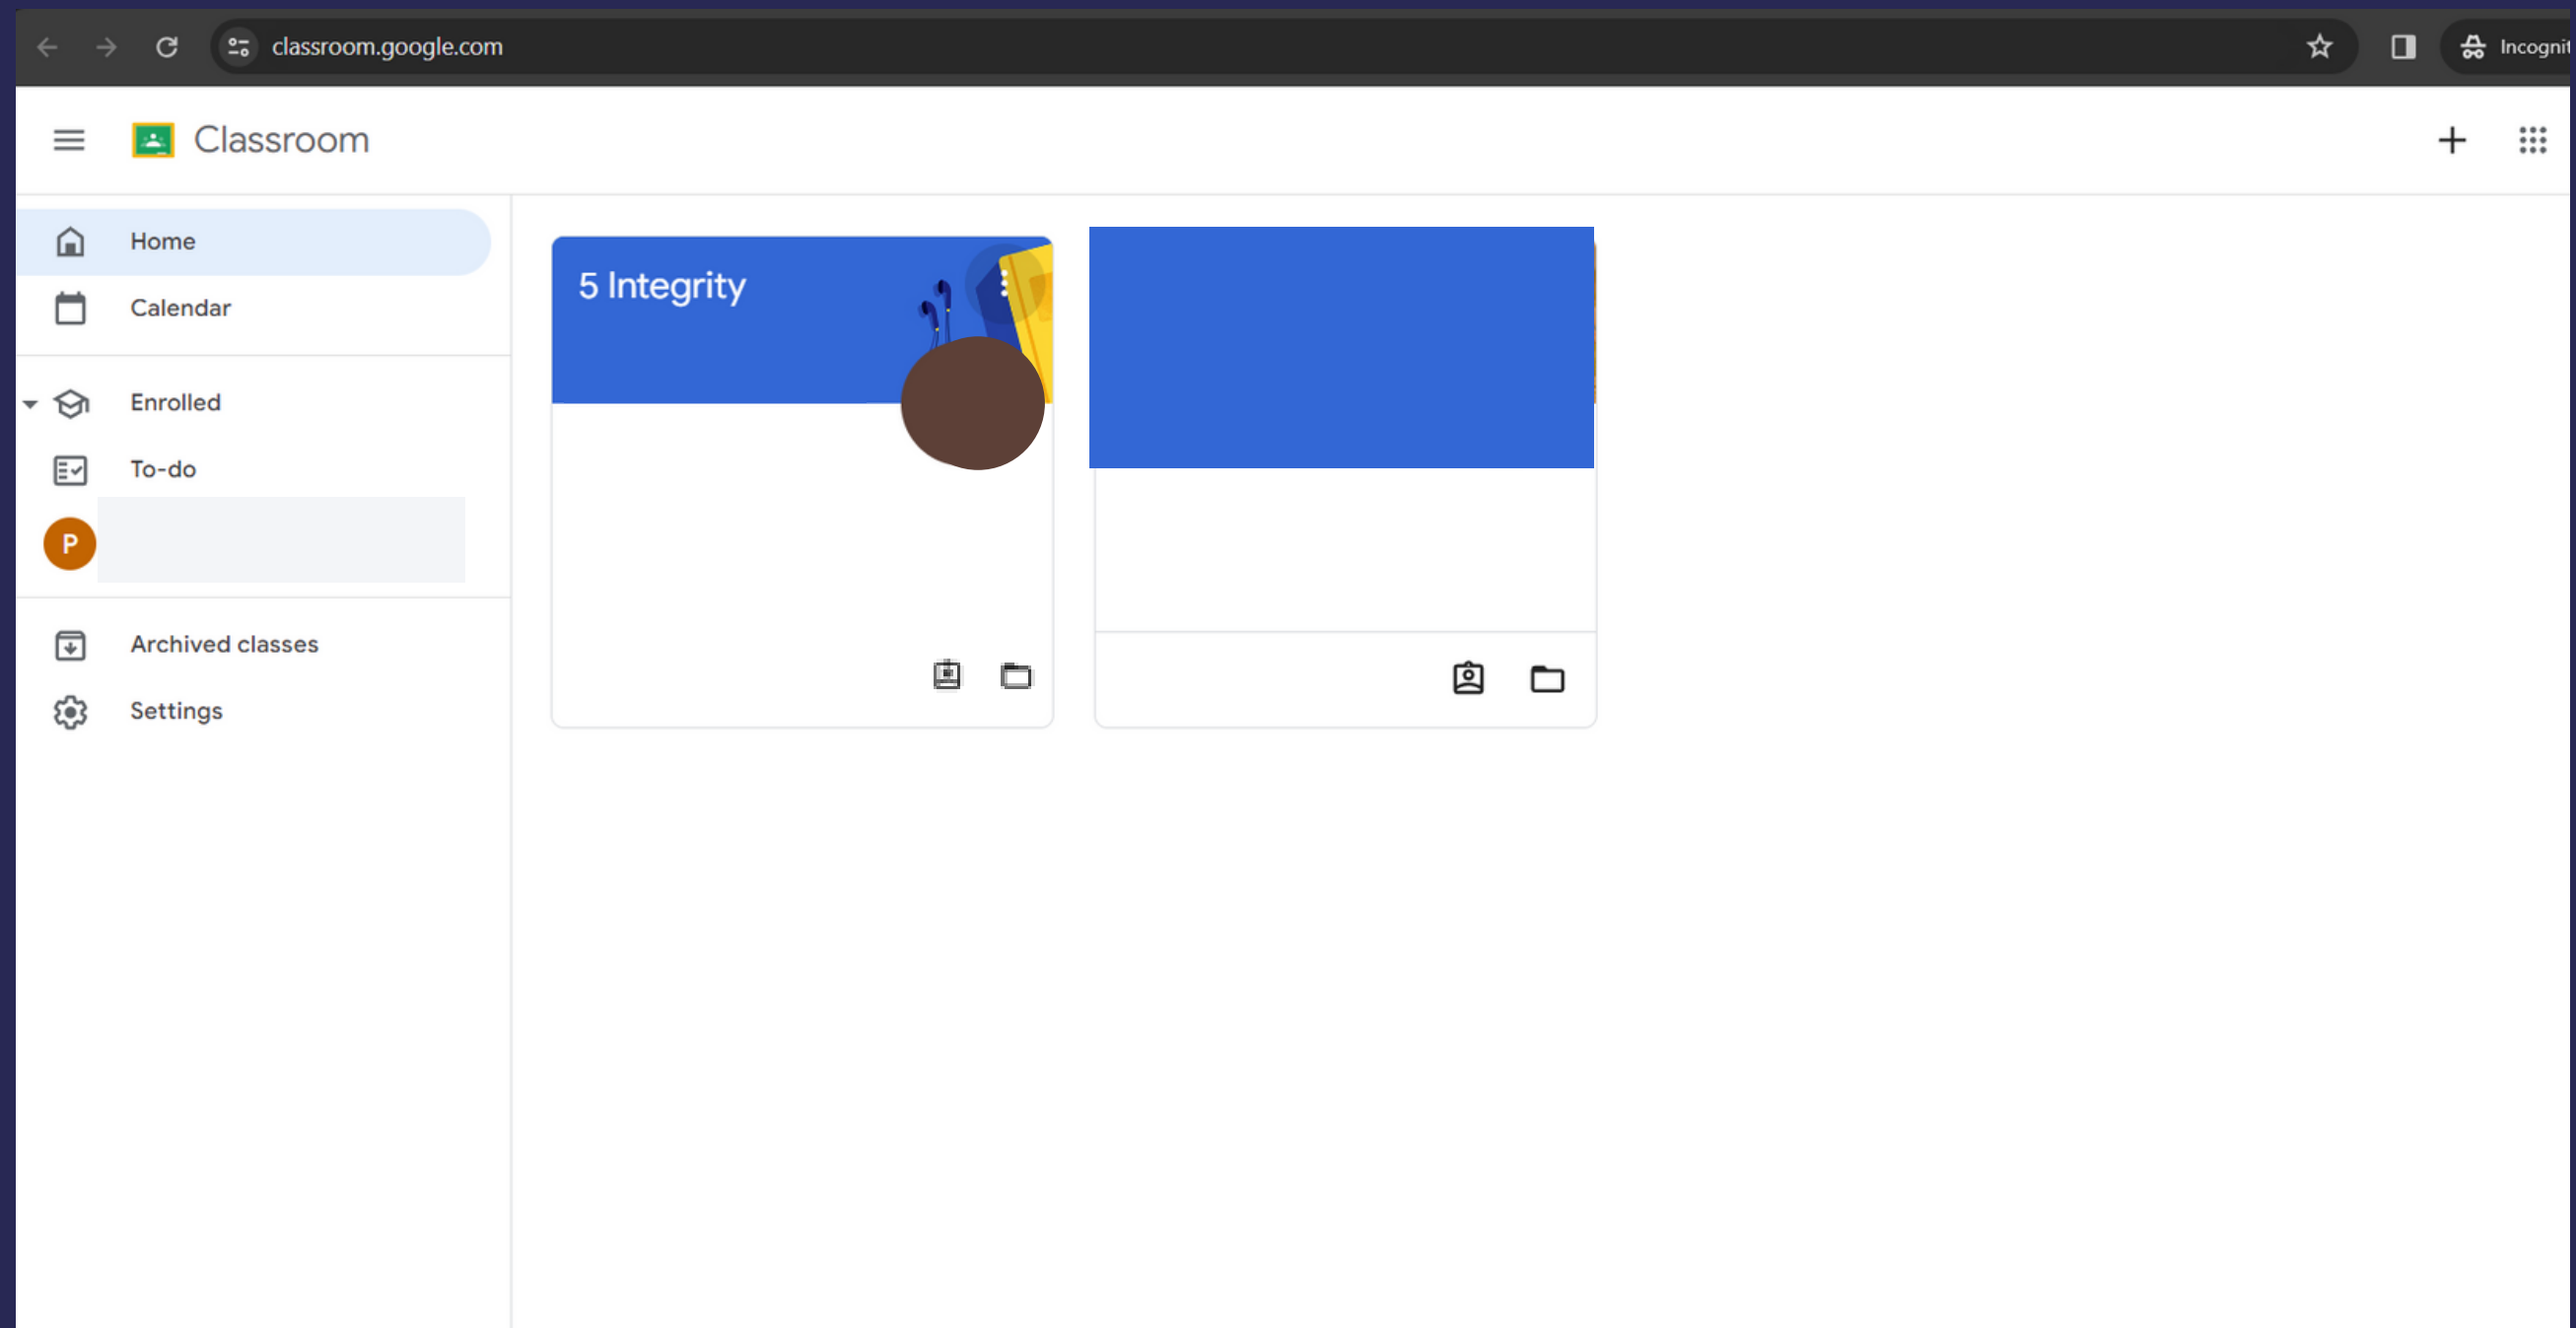 classroom.google.com
Incognit
Classroom
Home
Calendar
Enrolled
To-do
P
Archived classes
Settings
5 Integrity